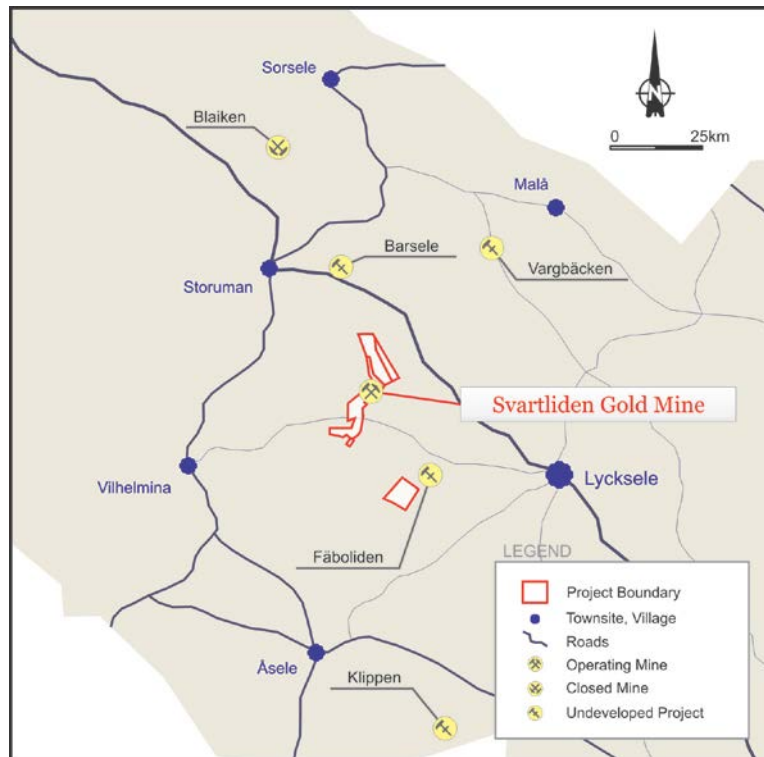 Sorsele
N
Blaiken
0 25km
Malå
Barsele
Vargbäcken
Storuman
Svartliden Gold Mine
Vilhelmina
Lycksele
Fäboliden
LEGEND
Project Boundary
Townsite, Village
Roads
Operating Mine
Closed Mine
Undeveloped Project
Åsele
Klippen